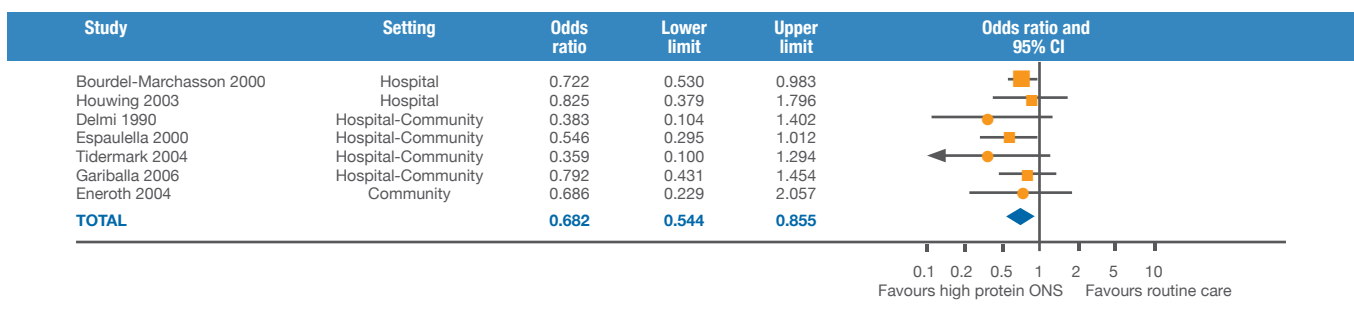 Study Setting Odds ratio Lower limit Upper limit Odds ratio and 95% CI
Bourdel-Marchasson 2000 Hospital 0.722 0.530 0.983
Houwing 2003 Hospital 0.825 0.379 1.796
Delmi 1990 Hospital-Community 0.383 0.104 1.402
Espaulella 2000 Hospital-Community 0.546 0.295 1.012
Tidermark 2004 Hospital-Community 0.359 0.100 1.294
Gariballa 2006 Hospital-Community 0.792 0.431 1.454
Eneroth 2004 Community 0.686 0.229 2.057
TOTAL 0.682 0.544 0.855
0.1 0.2 0.5 1 2 5 10
Favours high protein ONS Favours routine care